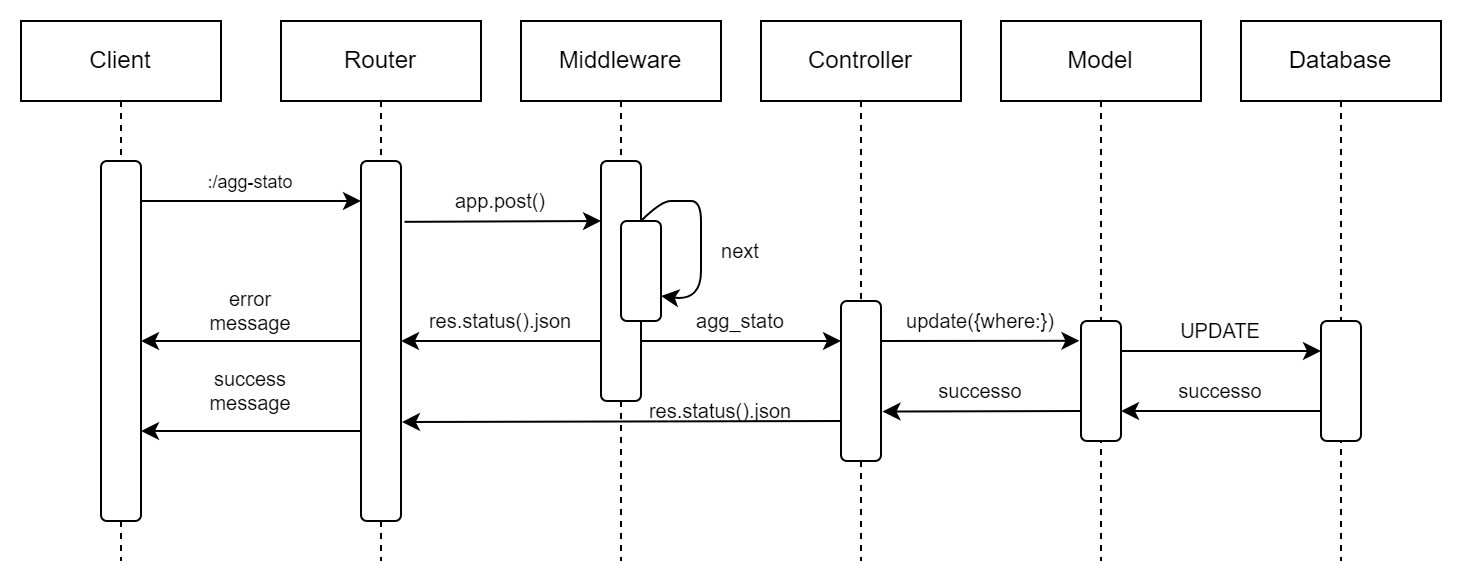 Client
Router
Middleware
Controller
Model
Database
:/agg-stato
app.post()
next
error
message
res.status().json
agg_stato
update({where:})
UPDATE
success
message
res.status().json
successo
successo